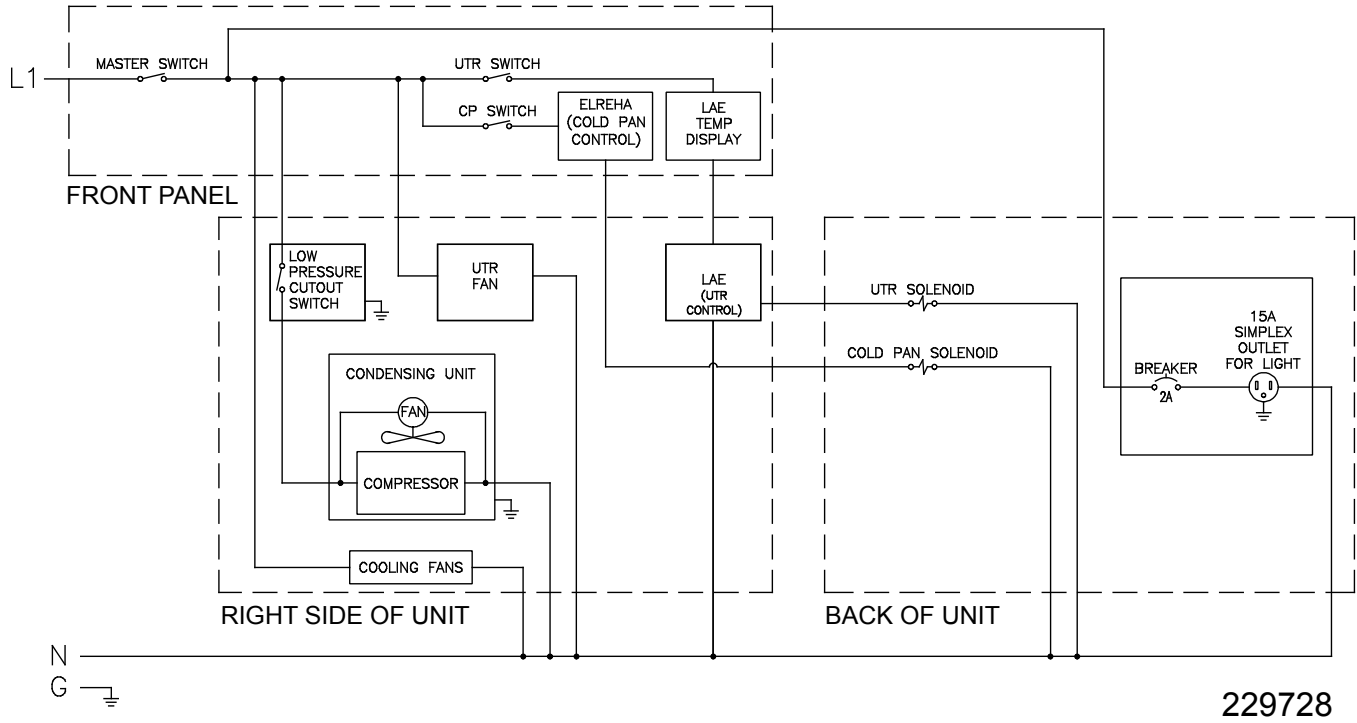 MASTER SWITCH
L1
UTR SWITCH
CP SWITCH
ELREHA
(COLD PAN
CONTROL)
LAE
TEMP
DISPLAY
FRONT PANEL
LOW
PRESSURE
CUTOUT
SWITCH
UTR
FAN
LAE
(UTR
CONTROL)
UTR SOLENOID
COLD PAN SOLENOID
15A
SIMPLEX
OUTLET
FOR LIGHT
BREAKER
2A
CONDENSING UNIT
FAN
COMPRESSOR
COOLING FANS
RIGHT SIDE OF UNIT
BACK OF UNIT
N
G
229728